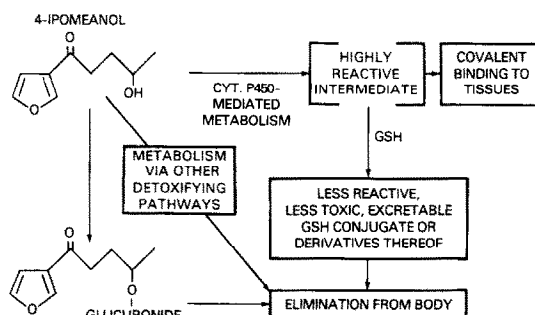 4-IPOMEANOL
O
OH
O
CYT. P450-
MEDIATED
METABOLISM
HIGHLY
REACTIVE
INTERMEDIATE
COVALENT
BINDING TO
TISSUES
GSH
METABOLISM
VIA OTHER
DETOXIFYING
PATHWAYS
LESS REACTIVE,
LESS TOXIC, EXCRETABLE
GSH CONJUGATE OR
DERIVATIVES THEREOF
O
O
O
GLUCURONIDE
ELIMINATION FROM BODY